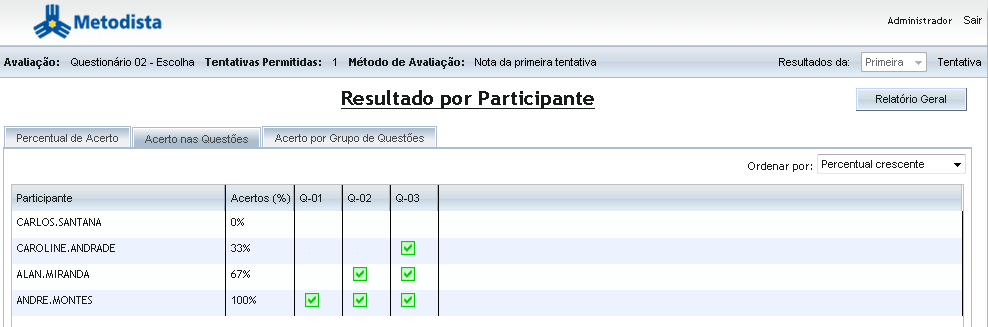 Metodista
Administrador Sair
Avaliação: Questionário 02 - Escolha Tentativas Permitidas: 1 Método de Avaliação: Nota da primeira tentativa Resultados da: Primeira Tentativa
Resultado por Participante
Relatório Geral
Percentual de Acerto Acerto nas Questões Acerto por Grupo de Questões
Ordenar por: Percentual crescente
Participante Acertos (%) Q-01 Q-02 Q-03
CARLOS.SANTANA 0%
CAROLINE.ANDRADE 33%
ALAN.MIRANDA 67%
ANDRE.MONTES 100%